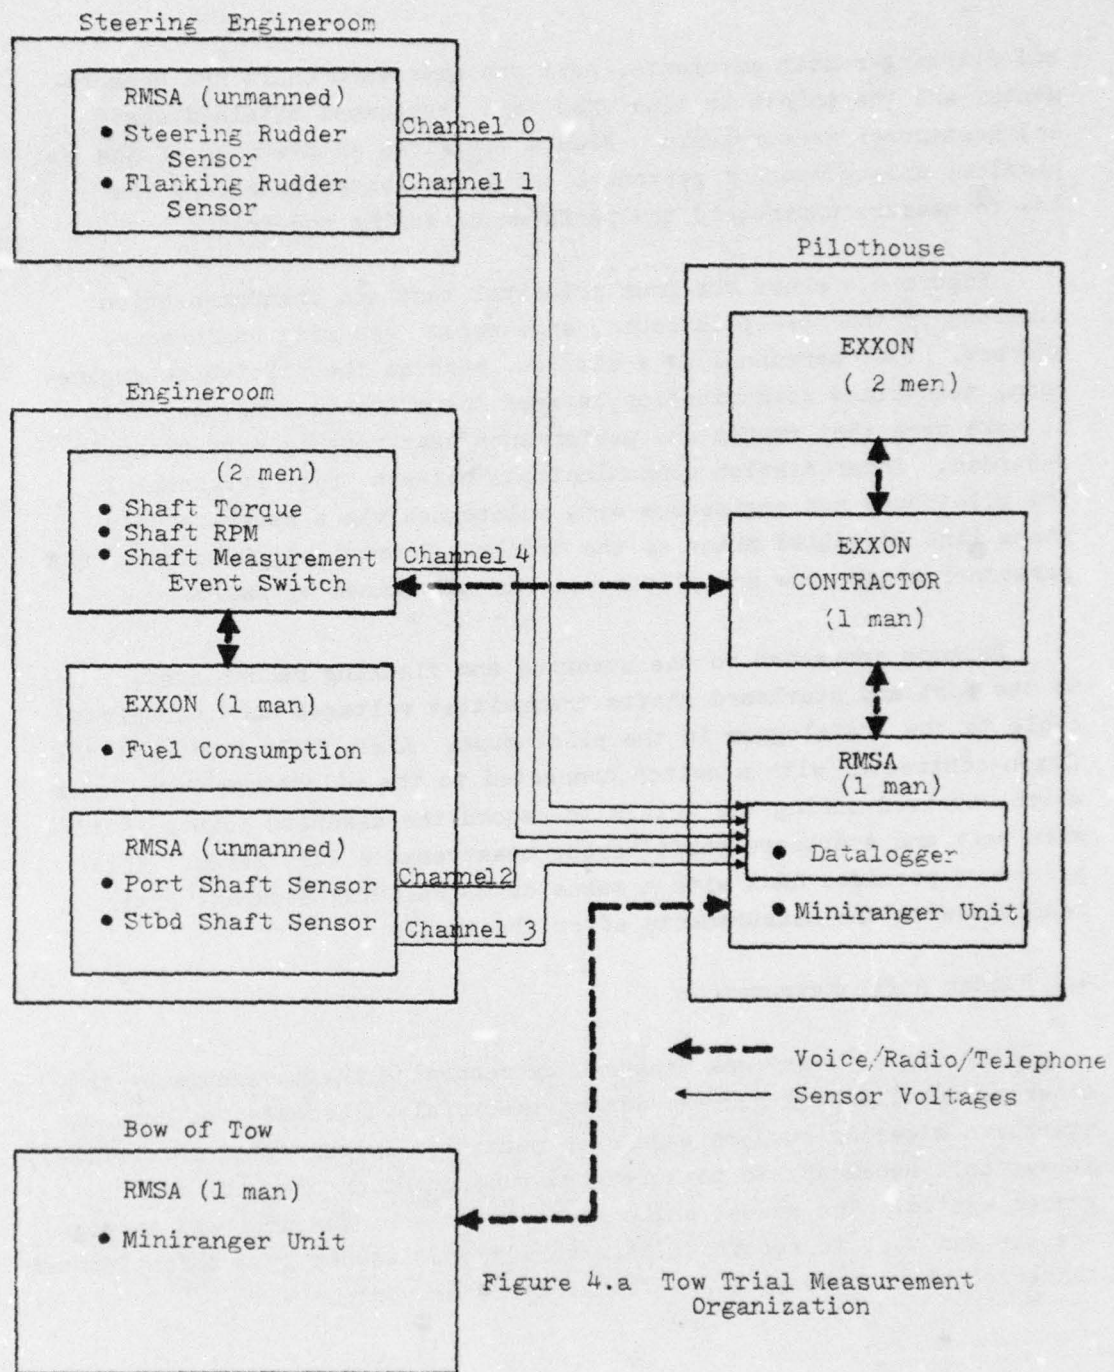 Steering Engineroom
RMSA (unmanned)
• Steering Rudder
Sensor
• Flanking Rudder
Sensor
Channel 0
Channel 1
Pilothouse
EXXON
( 2 men)
EXXON
CONTRACTOR
(1 man)
RMSA
(1 man)
• Datalogger
• Miniranger Unit
Engineroom
(2 men)
• Shaft Torque
• Shaft RPM
• Shaft Measurement
Event Switch
Channel 4
EXXON (1 man)
• Fuel Consumption
RMSA (unmanned)
• Port Shaft Sensor
• Stbd Shaft Sensor
Channel2
Channel 3
Voice/Radio/Telephone
Sensor Voltages
Bow of Tow
RMSA (1 man)
• Miniranger Unit
Figure 4.a Tow Trial Measurement
Organization